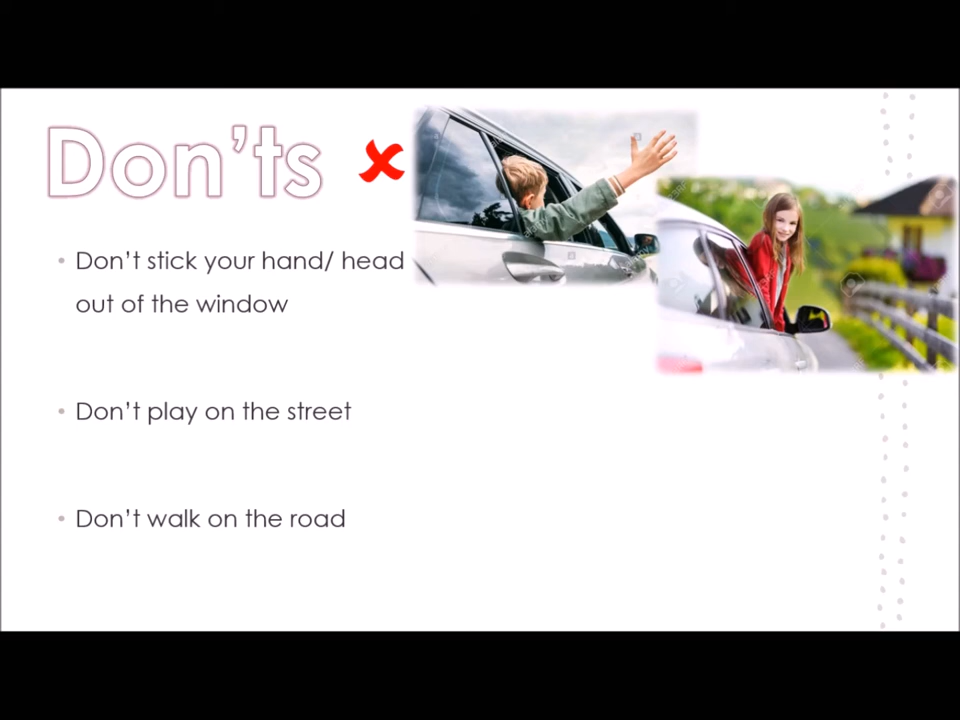 Don'ts
Don't stick your hand/ head
out of the window
Don't play on the street
Don't walk on the road